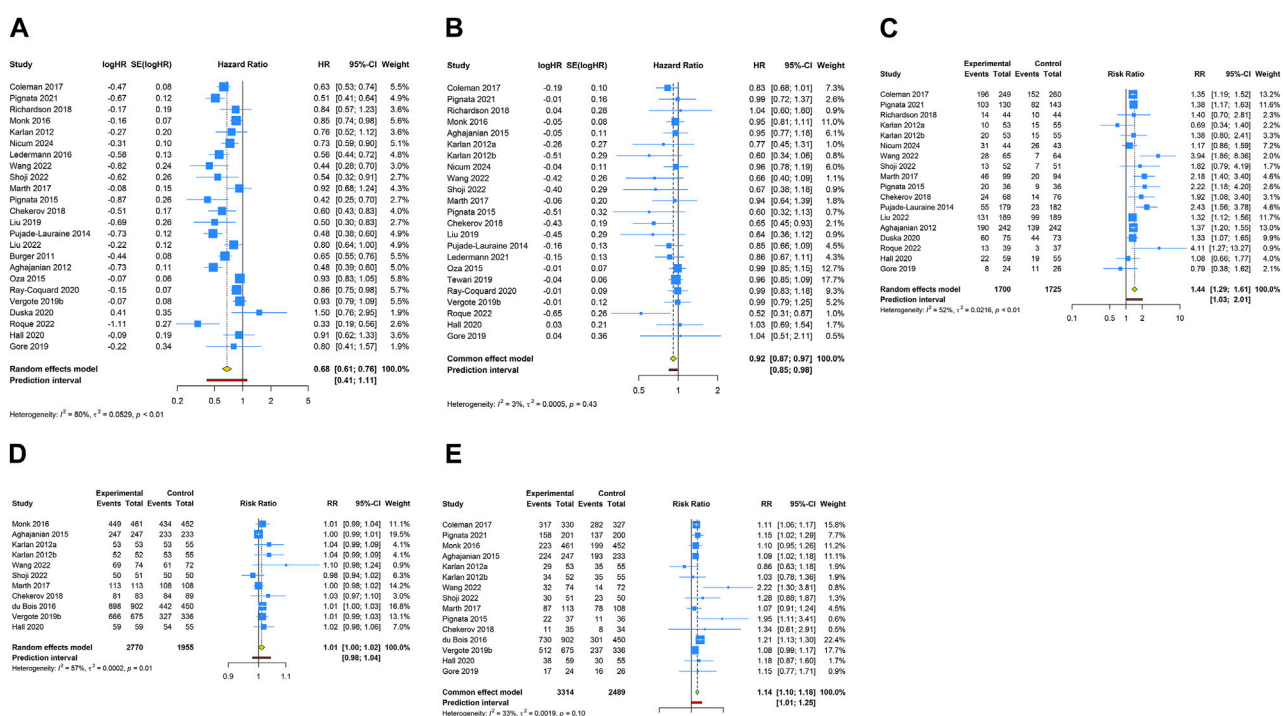 A
Study logHR SE(logHR) Hazard Ratio HR 95%-CI Weight
Coleman 2017 -0.47 0.08 0.63 [0.53; 0.74] 5.5%
Pignata 2021 -0.67 0.12 0.51 [0.41; 0.64] 5.1%
Richardson 2018 -0.17 0.19 0.84 [0.57; 1.23] 3.6%
Monk 2016 -0.16 0.07 0.85 [0.74; 0.98] 5.7%
Karlan 2012 -0.27 0.20 0.76 [0.52; 1.12] 3.6%
Nicum 2024 -0.31 0.10 0.73 [0.59; 0.90] 5.1%
Ledermann 2016 -0.58 0.13 0.56 [0.44; 0.72] 4.8%
Wang 2022 -0.82 0.24 0.44 [0.28; 0.70] 3.1%
Shoji 2022 -0.62 0.26 0.54 [0.32; 0.91] 2.7%
Marth 2017 -0.08 0.15 0.92 [0.68; 1.24] 4.3%
Pignata 2015 -0.87 0.26 0.42 [0.25; 0.70] 2.7%
Chekerov 2018 -0.51 0.17 0.60 [0.43; 0.83] 4.1%
Liu 2019 -0.69 0.26 0.50 [0.30; 0.83] 2.7%
Pujade-Lauraine 2014 -0.73 0.12 0.48 [0.38; 0.60] 5.0%
Liu 2022 -0.22 0.12 0.80 [0.64; 1.00] 5.0%
Burger 2011 -0.44 0.08 0.65 [0.55; 0.76] 5.5%
Aghajanian 2012 -0.73 0.11 0.48 [0.39; 0.60] 5.1%
Oza 2015 -0.07 0.06 0.93 [0.83; 1.05] 5.8%
Ray-Coquard 2020 -0.15 0.07 0.86 [0.75; 0.98] 5.7%
Vergote 2019b -0.07 0.08 0.93 [0.79; 1.09] 5.6%
Duska 2020 0.41 0.35 1.50 [0.76; 2.95] 1.9%
Roque 2022 -1.11 0.27 0.33 [0.19; 0.56] 2.6%
Hall 2020 -0.09 0.19 0.91 [0.62; 1.33] 3.6%
Gore 2019 -0.22 0.34 0.80 [0.41; 1.57] 1.9%
Random effects model 0.68 [0.61; 0.76] 100.0%
Prediction interval [0.41; 1.11]
0.2 0.5 1 2 5
Heterogeneity: I² = 80%, τ² = 0.0529, p < 0.01
B
Study logHR SE(logHR) Hazard Ratio HR 95%-CI Weight
Coleman 2017 -0.19 0.10 0.83 [0.68; 1.01] 7.3%
Pignata 2021 -0.01 0.16 0.99 [0.72; 1.37] 2.7%
Richardson 2018 0.04 0.28 1.04 [0.60; 1.80] 0.9%
Monk 2016 -0.05 0.08 0.95 [0.81; 1.11] 11.0%
Aghajanian 2015 -0.05 0.11 0.95 [0.77; 1.18] 6.2%
Karlan 2012a -0.26 0.27 0.77 [0.45; 1.31] 1.0%
Karlan 2012b -0.51 0.29 0.60 [0.34; 1.06] 0.8%
Nicum 2024 -0.04 0.11 0.96 [0.78; 1.19] 6.0%
Wang 2022 -0.42 0.26 0.66 [0.40; 1.09] 1.1%
Shoji 2022 -0.40 0.29 0.67 [0.38; 1.18] 0.9%
Marth 2017 -0.06 0.20 0.94 [0.64; 1.39] 1.9%
Pignata 2015 -0.51 0.32 0.60 [0.32; 1.13] 0.7%
Chekerov 2018 -0.43 0.19 0.65 [0.45; 0.93] 2.1%
Liu 2019 -0.45 0.29 0.64 [0.36; 1.12] 0.9%
Pujade-Lauraine 2014 -0.16 0.13 0.85 [0.66; 1.09] 4.4%
Ledermann 2021 -0.15 0.13 0.86 [0.67; 1.11] 4.3%
Oza 2015 -0.01 0.07 0.99 [0.85; 1.15] 12.7%
Tewari 2019 -0.04 0.06 0.96 [0.85; 1.09] 17.7%
Ray-Coquard 2020 -0.01 0.09 0.99 [0.83; 1.18] 9.4%
Vergote 2019b -0.01 0.12 0.99 [0.79; 1.25] 5.2%
Roque 2022 -0.65 0.26 0.52 [0.31; 0.87] 1.1%
Hall 2020 0.03 0.21 1.03 [0.69; 1.54] 1.7%
Gore 2019 0.04 0.36 1.04 [0.51; 2.11] 0.6%
Common effect model 0.92 [0.87; 0.97] 100.0%
Prediction interval [0.85; 0.98]
0.5 1 2
Heterogeneity: I² = 3%, τ² = 0.0005, p = 0.43
C
Experimental Control
Study Events Total Events Total Risk Ratio RR 95%-CI Weight
Coleman 2017 196 249 152 260 1.35 [1.19; 1.52] 13.2%
Pignata 2021 103 130 82 143 1.38 [1.17; 1.63] 11.5%
Richardson 2018 14 44 10 44 1.40 [0.70; 2.81] 2.3%
Karlan 2012a 10 53 15 55 0.69 [0.34; 1.40] 2.2%
Karlan 2012b 20 53 15 55 1.38 [0.80; 2.41] 3.3%
Nicum 2024 31 44 26 43 1.17 [0.86; 1.59] 7.1%
Wang 2022 28 65 7 64 3.94 [1.86; 8.36] 2.0%
Shoji 2022 13 52 7 51 1.82 [0.79; 4.19] 1.7%
Marth 2017 46 99 20 94 2.18 [1.40; 3.40] 4.5%
Pignata 2015 20 36 9 36 2.22 [1.18; 4.20] 2.6%
Chekerov 2018 24 68 14 76 1.92 [1.08; 3.40] 3.1%
Pujade-Lauraine 2014 55 179 23 182 2.43 [1.56; 3.78] 4.6%
Liu 2022 131 189 99 189 1.32 [1.12; 1.56] 11.7%
Aghajanian 2012 190 242 139 242 1.37 [1.20; 1.55] 12.9%
Duska 2020 60 75 44 73 1.33 [1.07; 1.65] 9.7%
Roque 2022 13 39 3 37 4.11 [1.27; 13.27] 0.9%
Hall 2020 22 59 19 55 1.08 [0.66; 1.77] 4.0%
Gore 2019 8 24 11 26 0.79 [0.38; 1.62] 2.1%
Random effects model 1700 1725 1.44 [1.29; 1.61] 100.0%
Prediction interval [1.03; 2.01]
0.1 0.5 1 2 10
Heterogeneity: I² = 52%, τ² = 0.0216, p < 0.01
D
Experimental Control
Study Events Total Events Total Risk Ratio RR 95%-CI Weight
Monk 2016 449 461 434 452 1.01 [0.99; 1.04] 11.1%
Aghajanian 2015 247 247 233 233 1.00 [0.99; 1.01] 19.5%
Karlan 2012a 53 53 53 55 1.04 [0.99; 1.09] 4.1%
Karlan 2012b 52 52 53 55 1.04 [0.99; 1.09] 4.1%
Wang 2022 69 74 61 72 1.10 [0.98; 1.24] 0.9%
Shoji 2022 50 51 50 50 0.98 [0.94; 1.02] 6.3%
Marth 2017 113 113 108 108 1.00 [0.98; 1.02] 14.2%
Chekerov 2018 81 83 84 89 1.03 [0.97; 1.10] 2.9%
du Bois 2016 898 902 442 450 1.01 [1.00; 1.03] 16.8%
Vergote 2019b 666 675 327 336 1.01 [0.99; 1.03] 13.1%
Hall 2020 59 59 54 55 1.02 [0.98; 1.06] 7.0%
Random effects model 2770 1955 1.01 [1.00; 1.02] 100.0%
Prediction interval [0.98; 1.04]
Heterogeneity: I² = 57%, τ² = 0.0002, p = 0.01
0.9 1 1.1
E
Experimental Control
Study Events Total Events Total Risk Ratio RR 95%-CI Weight
Coleman 2017 317 330 282 327 1.11 [1.06; 1.17] 15.8%
Pignata 2021 158 201 137 200 1.15 [1.02; 1.29] 7.7%
Monk 2016 223 461 199 452 1.10 [0.95; 1.26] 11.2%
Aghajanian 2015 224 247 193 233 1.09 [1.02; 1.18] 11.1%
Karlan 2012a 29 53 35 55 0.86 [0.63; 1.18] 1.9%
Karlan 2012b 34 52 35 55 1.03 [0.78; 1.36] 1.9%
Wang 2022 32 74 14 72 2.22 [1.30; 3.81] 0.8%
Shoji 2022 30 51 23 50 1.28 [0.88; 1.87] 1.3%
Marth 2017 87 113 78 108 1.07 [0.91; 1.24] 4.5%
Pignata 2015 22 37 11 36 1.95 [1.11; 3.41] 0.6%
Chekerov 2018 11 35 8 34 1.34 [0.61; 2.91] 0.5%
du Bois 2016 730 902 301 450 1.21 [1.13; 1.30] 22.4%
Vergote 2019b 512 675 237 336 1.08 [0.99; 1.17] 17.7%
Hall 2020 38 59 30 55 1.18 [0.87; 1.60] 1.7%
Gore 2019 17 24 16 26 1.15 [0.77; 1.71] 0.9%
Common effect model 3314 2489 1.14 [1.10; 1.18] 100.0%
Prediction interval [1.01; 1.25]
Heterogeneity: I² = 33%, τ² = 0.0019, p = 0.10